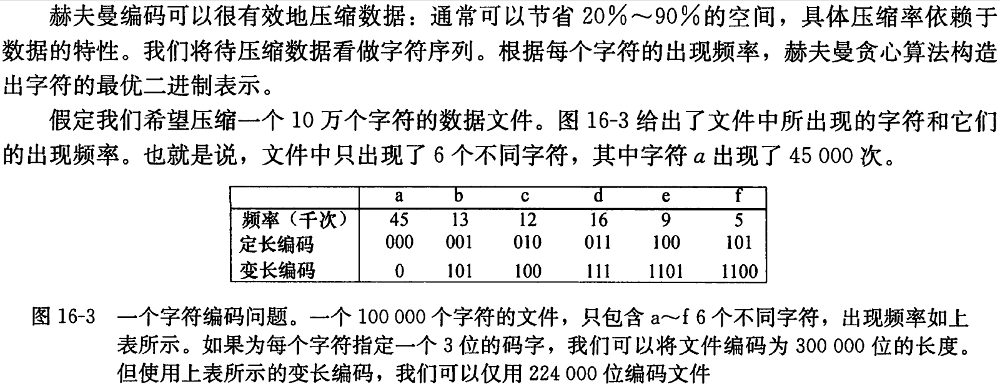 赫夫曼编码可以很有效地压缩数据：通常可以节省 20%～90%的空间，具体压缩率依赖于
数据的特性。我们将待压缩数据看做字符序列。根据每个字符的出现频率，赫夫曼贪心算法构造
出字符的最优二进制表示。
假定我们希望压缩一个 10 万个字符的数据文件。图 16-3 给出了文件中所出现的字符和它们
的出现频率。也就是说，文件中只出现了 6 个不同字符，其中字符 a 出现了 45 000 次。
a b c d e f
频率（千次） 45 13 12 16 9 5
定长编码 000 001 010 011 100 101
变长编码 0 101 100 111 1101 1100
图 16-3 一个字符编码问题。一个 100 000 个字符的文件，只包含 a～f 6 个不同字符，出现频率如上
表所示。如果为每个字符指定一个 3 位的码字，我们可以将文件编码为 300 000 位的长度。
但使用上表所示的变长编码，我们可以仅用 224 000 位编码文件